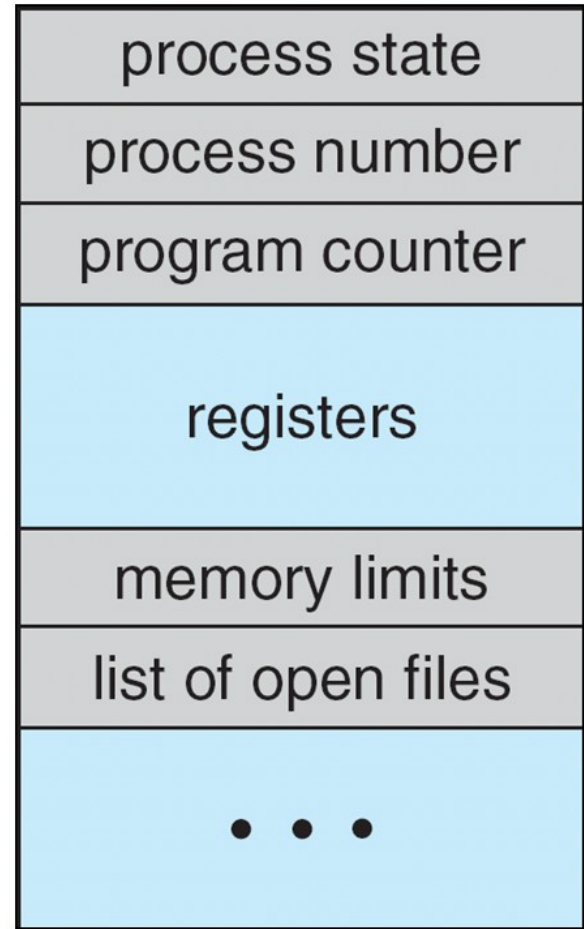 process state
process number
program counter
registers
memory limits
list of open files
• • •